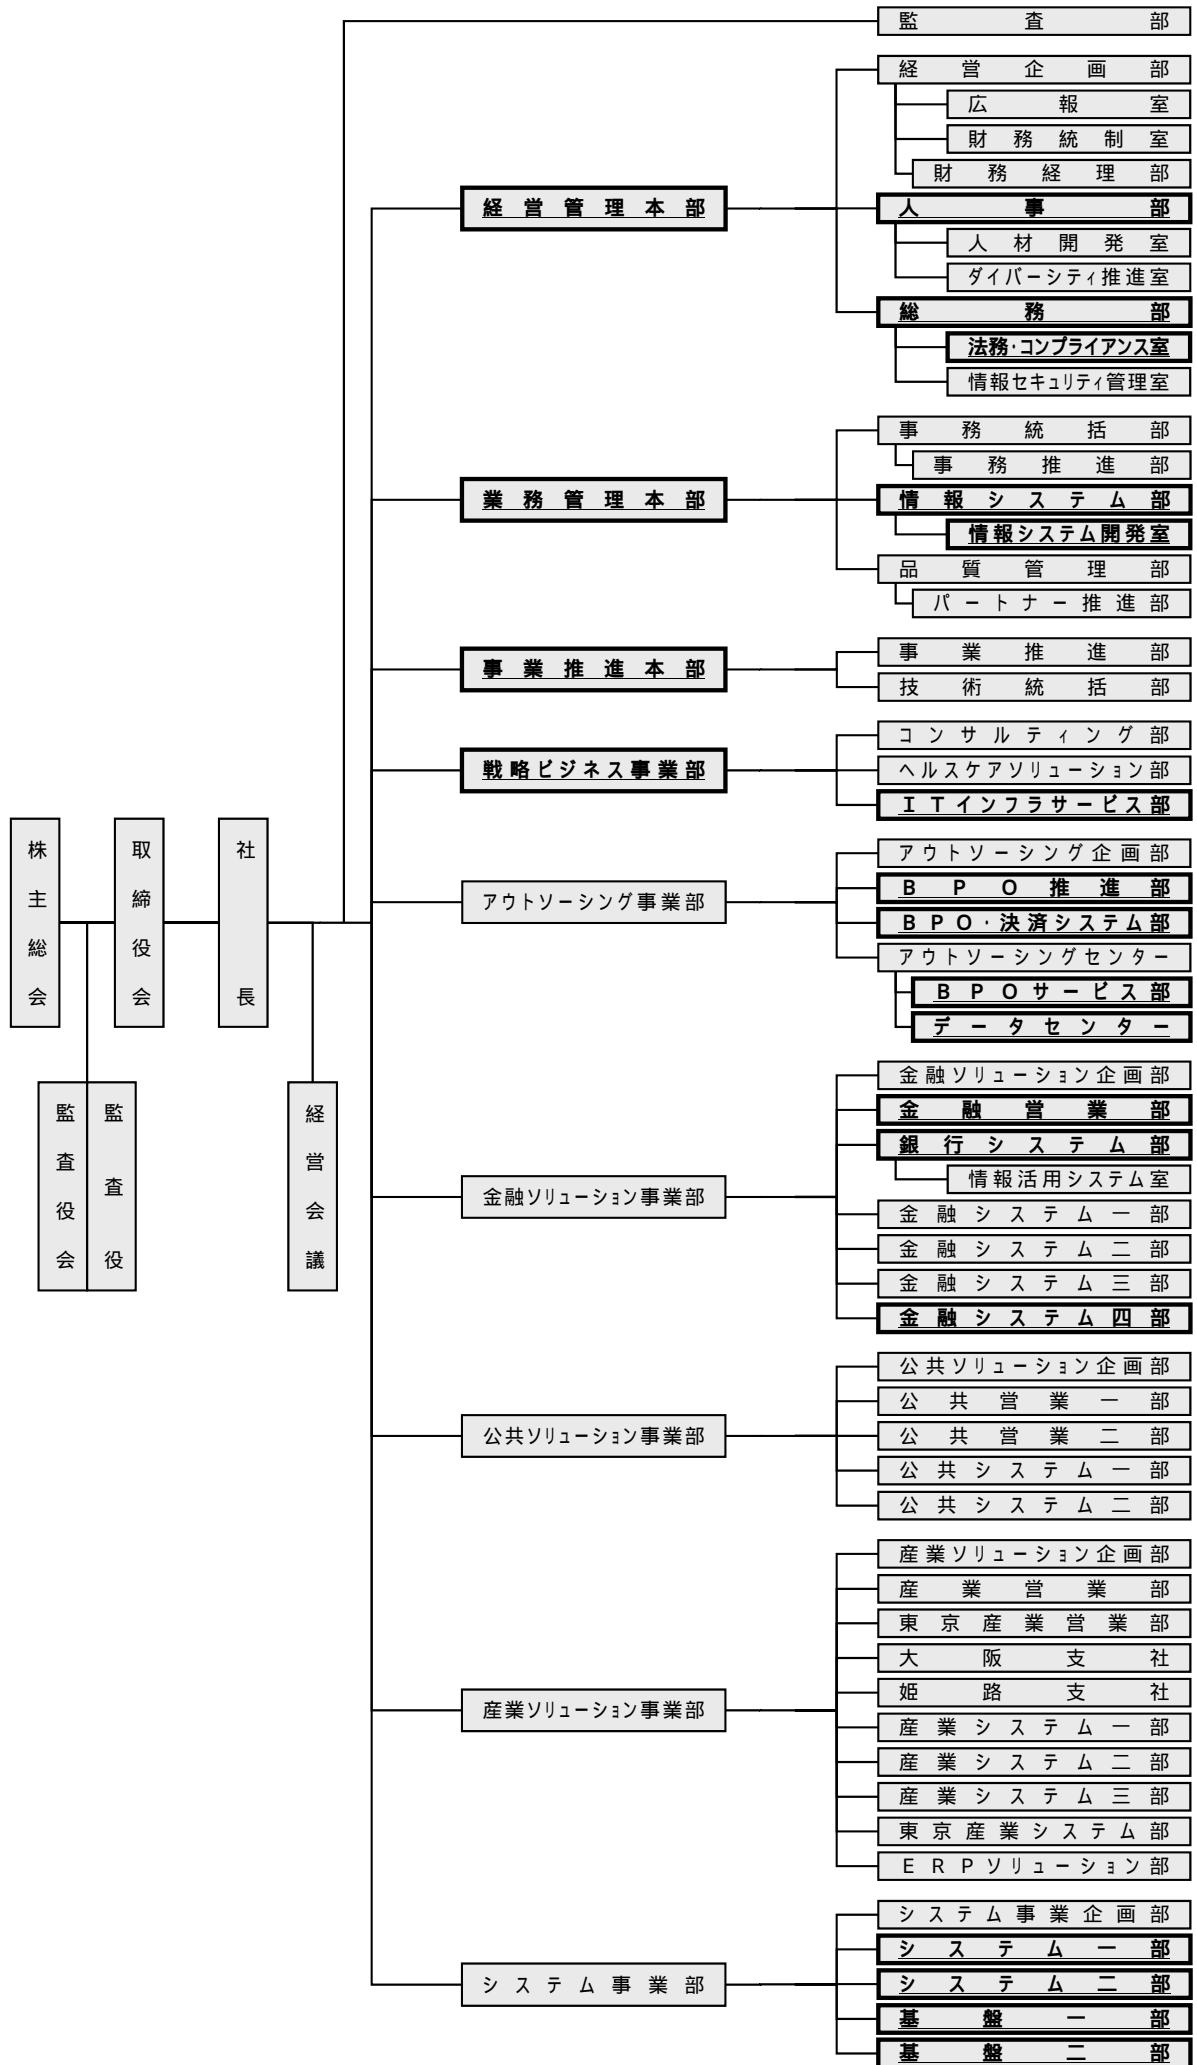 監査部
経営企画部
広報室
財務統制室
財務経理部
経営管理本部
人事部
人材開発室
ダイバーシティ推進室
総務部
法務・コンプライアンス室
情報セキュリティ管理室
事務統括部
事務推進部
業務管理本部
情報システム部
情報システム開発室
品質管理部
パートナー推進部
事業推進本部
事業推進部
技術統括部
戦略ビジネス事業部
コンサルティング部
ヘルスケアソリューション部
ITインフラサービス部
株主総会
取締役会
社長
アウトソーシング事業部
アウトソーシング企画部
BPO推進部
BPO・決済システム部
アウトソーシングセンター
BPOサービス部
データセンター
監査役会
監査役
経営会議
金融ソリューション事業部
金融ソリューション企画部
金融営業部
銀行システム部
情報活用システム室
金融システム一部
金融システム二部
金融システム三部
金融システム四部
公共ソリューション事業部
公共ソリューション企画部
公共営業一部
公共営業二部
公共システム一部
公共システム二部
産業ソリューション事業部
産業ソリューション企画部
産業営業部
東京産業営業部
大阪支社
姫路支社
産業システム一部
産業システム二部
産業システム三部
東京産業システム部
ERPソリューション部
システム事業部
システム事業企画部
システム一部
システム二部
基盤一部
基盤二部